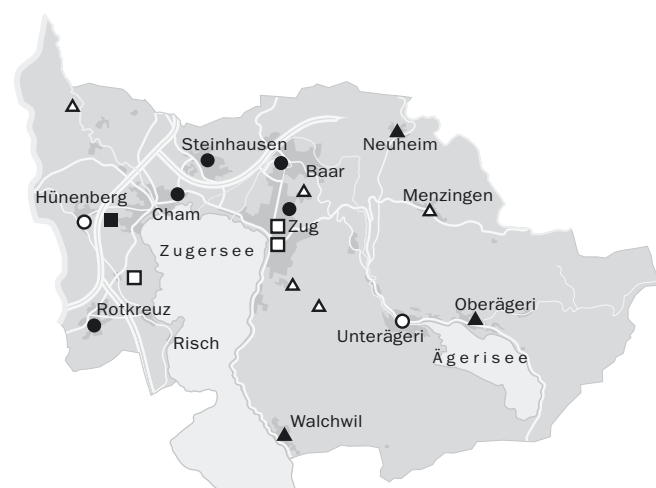 Steinhausen
Neuheim
Baar
Hünenberg
Menzingen
Cham
Zug
Zugersee
Oberägeri
Rotkreuz
Unterägeri
Risch
Ägerisee
Walchwil